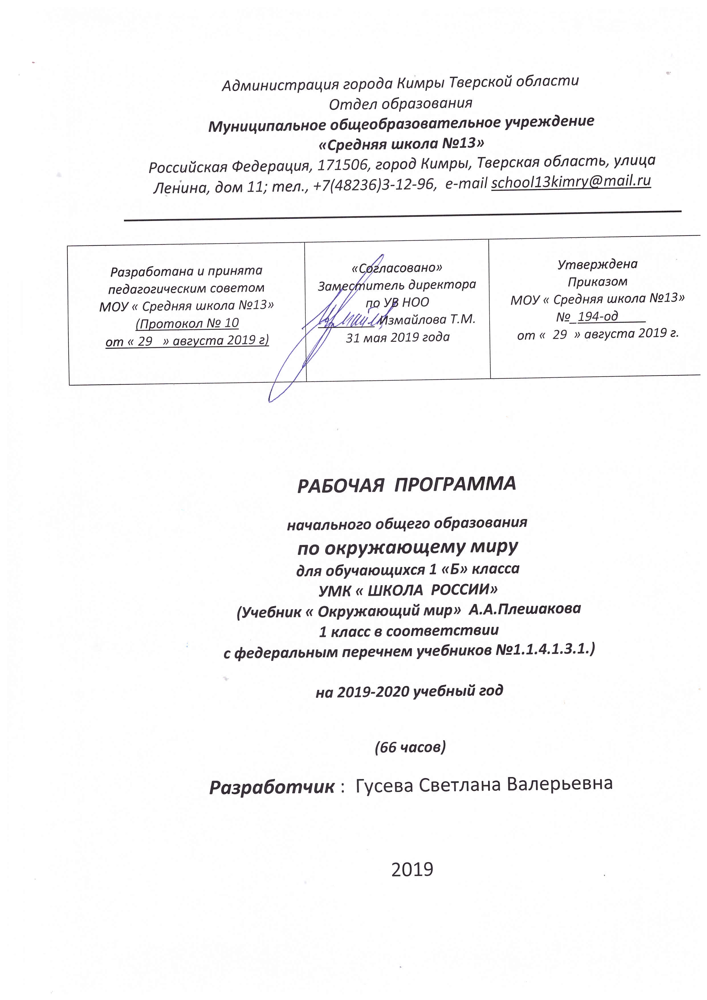 Администрация города Кимры Тверской области
Отдел образования
Муниципальное общеобразовательное учреждение
«Средняя школа №13»
Российская Федерация, 171506, город Кимры, Тверская область, улица
Ленина, дом 11; тел., +7(48236)3-12-96, e-mail school13kimry@mail.ru
Разработана и принята
педагогическим советом
МОУ « Средняя школа №13»
(Протокол № 10
от « 29 » августа 2019 г)
«Согласовано»
Заместитель директора
по УВ НОО
Измайлова Т.М.
31 мая 2019 года
Утверждена
Приказом
МОУ « Средняя школа №13»
№_194-од____
от « 29 » августа 2019 г.
РАБОЧАЯ ПРОГРАММА
начального общего образования
по окружающему миру
для обучающихся 1 «Б» класса
УМК « ШКОЛА РОССИИ»
(Учебник « Окружающий мир» А.А.Плешакова
1 класс в соответствии
с федеральным перечнем учебников №1.1.4.1.3.1.)
на 2019-2020 учебный год
(66 часов)
Разработчик : Гусева Светлана Валерьевна
2019